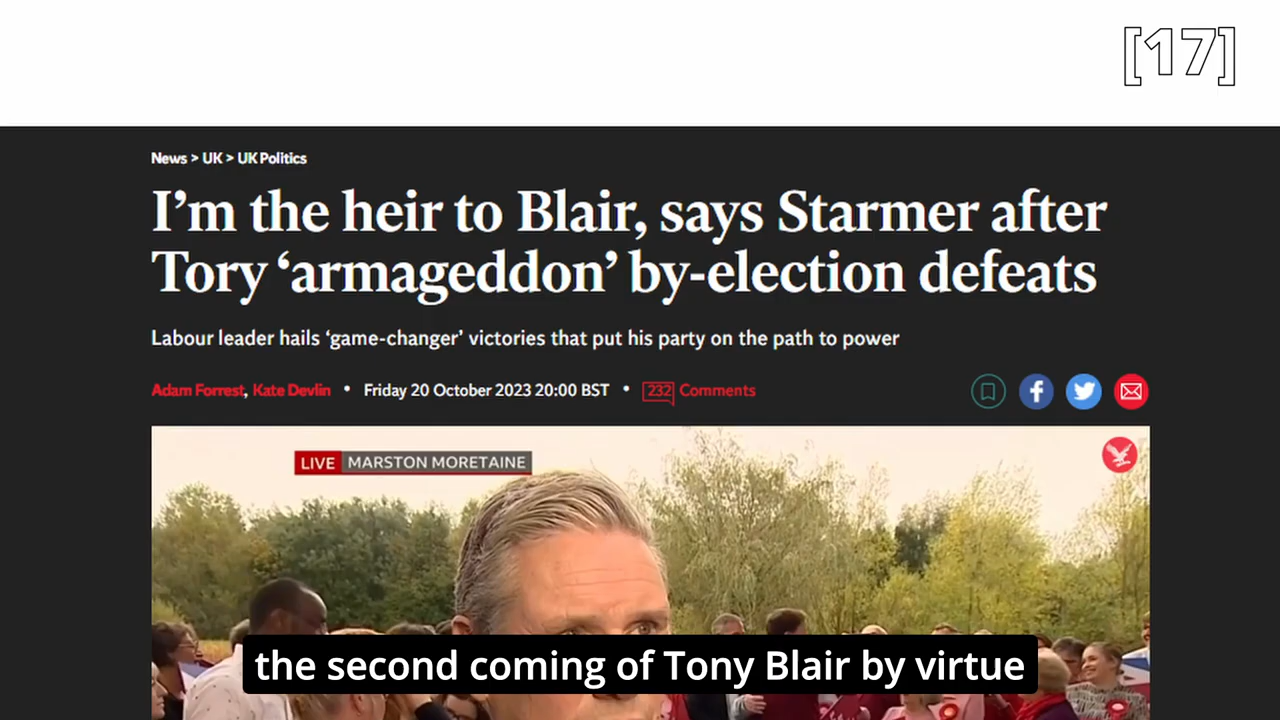 [17]
News > UK > UK Politics
I’m the heir to Blair, says Starmer after
Tory ‘armageddon’ by-election defeats
Labour leader hails ‘game-changer’ victories that put his party on the path to power
Adam Forrest, Kate Devlin • Friday 20 October 2023 20:00 BST • 232 Comments
LIVE MARSTON MORETAINE
the second coming of Tony Blair by virtue